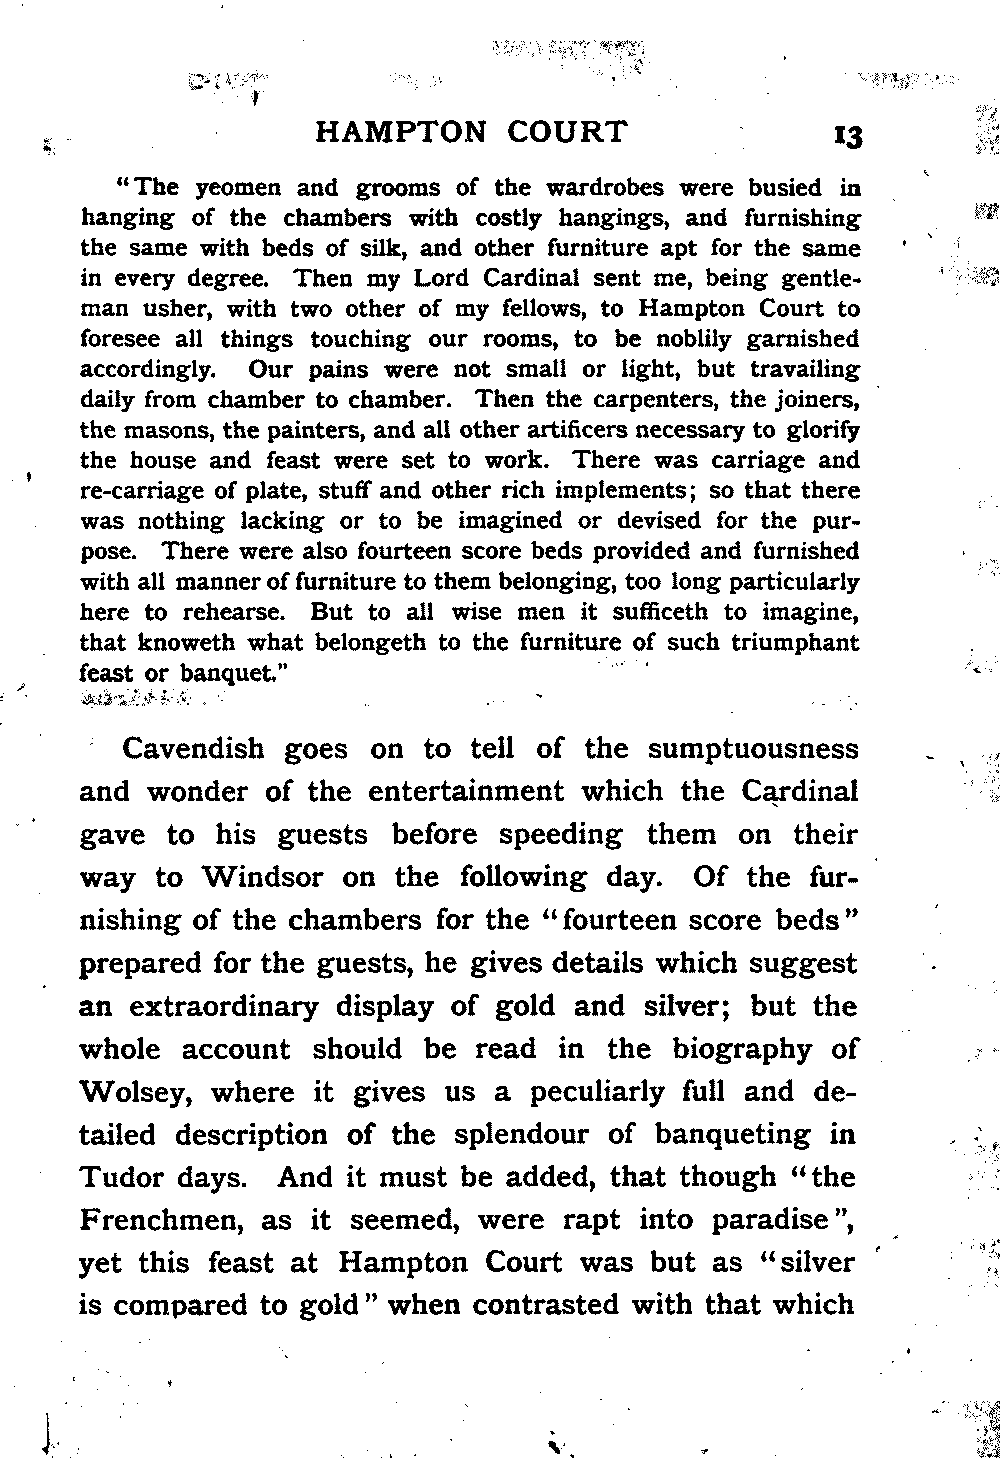 HAMPTON COURT 13
“The yeomen and grooms of the wardrobes were busied in
hanging of the chambers with costly hangings, and furnishing
the same with beds of silk, and other furniture apt for the same
in every degree. Then my Lord Cardinal sent me, being gentle-
man usher, with two other of my fellows, to Hampton Court to
foresee all things touching our rooms, to be noblily garnished
accordingly. Our pains were not small or light, but travailing
daily from chamber to chamber. Then the carpenters, the joiners,
the masons, the painters, and all other artificers necessary to glorify
the house and feast were set to work. There was carriage and
re-carriage of plate, stuff and other rich implements; so that there
was nothing lacking or to be imagined or devised for the pur-
pose. There were also fourteen score beds provided and furnished
with all manner of furniture to them belonging, too long particularly
here to rehearse. But to all wise men it sufficeth to imagine,
that knoweth what belongeth to the furniture of such triumphant
feast or banquet.”
Cavendish goes on to tell of the sumptuousness
and wonder of the entertainment which the Cardinal
gave to his guests before speeding them on their
way to Windsor on the following day. Of the fur-
nishing of the chambers for the “fourteen score beds”
prepared for the guests, he gives details which suggest
an extraordinary display of gold and silver; but the
whole account should be read in the biography of
Wolsey, where it gives us a peculiarly full and de-
tailed description of the splendour of banqueting in
Tudor days. And it must be added, that though “the
Frenchmen, as it seemed, were rapt into paradise”,
yet this feast at Hampton Court was but as “silver
is compared to gold” when contrasted with that which